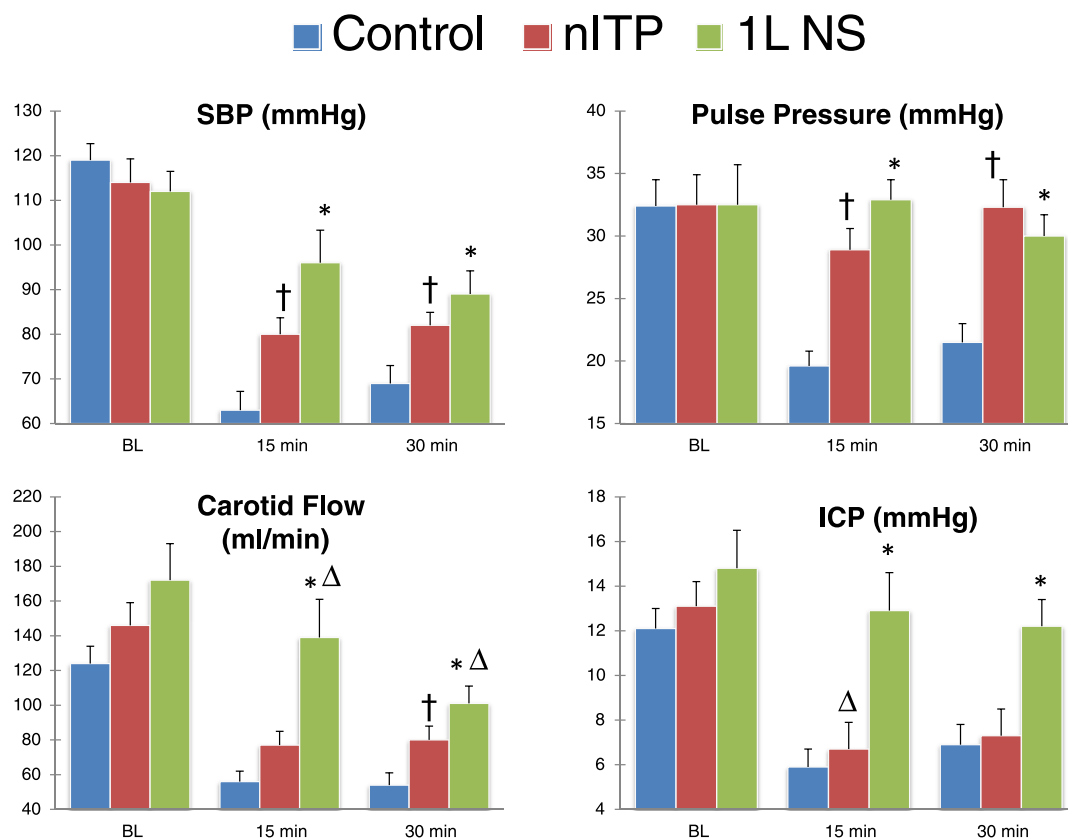 Control nITP 1L NS
SBP (mmHg)
130
120
110
100
90
80
70
60
† * † *
BL 15 min 30 min
Pulse Pressure (mmHg)
40
35
30
25
20
15
† * † *
BL 15 min 30 min
Carotid Flow
(ml/min)
220
200
180
160
140
120
100
80
60
40
* Δ † * Δ
BL 15 min 30 min
ICP (mmHg)
18
16
14
12
10
8
6
4
Δ * *
BL 15 min 30 min